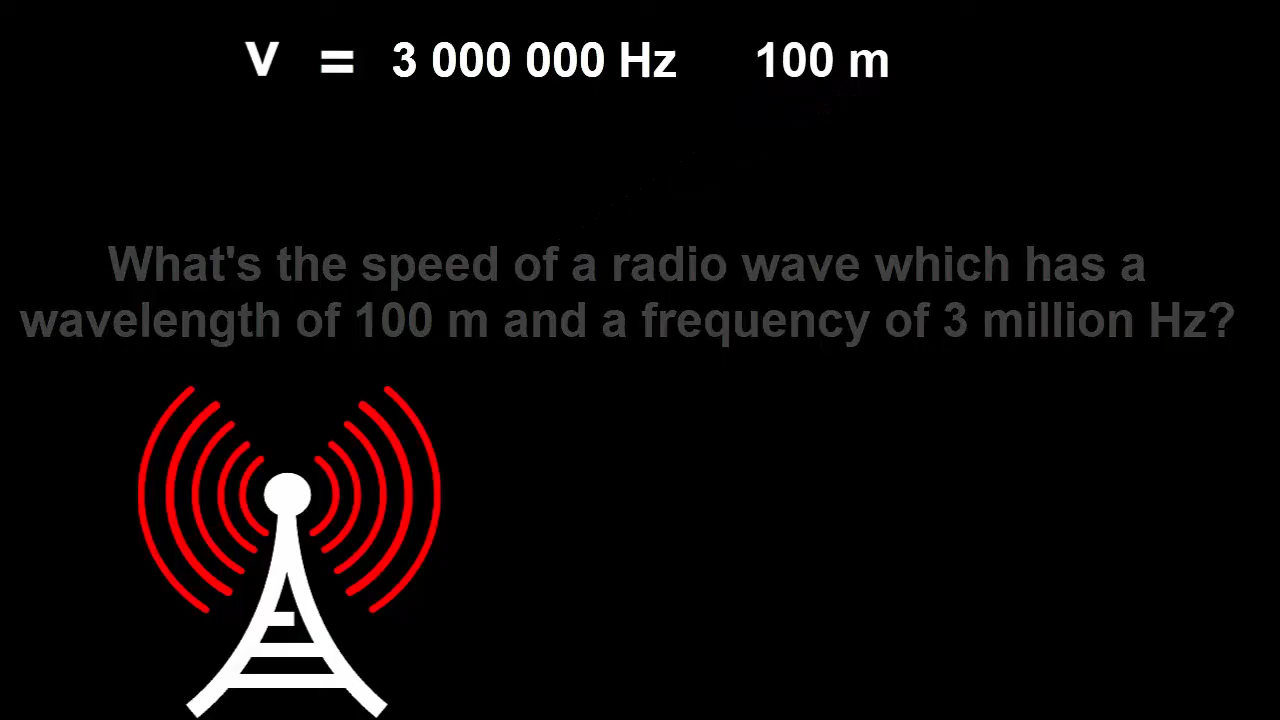 v = 3 000 000 Hz 100 m
What's the speed of a radio wave which has a
wavelength of 100 m and a frequency of 3 million Hz?